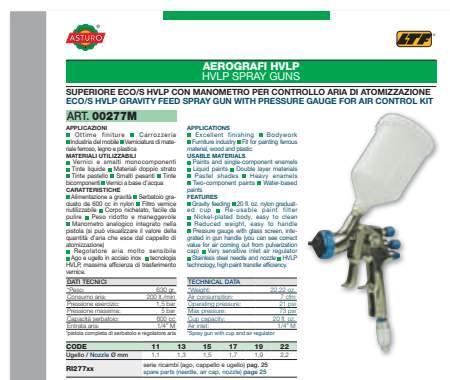 ASTURO
LTF
AEROGRAFI HVLP
HVLP SPRAY GUNS
SUPERIORE ECO/S HVLP CON MANOMETRO PER CONTROLLO ARIA DI ATOMIZZAZIONE
ECO/S HVLP GRAVITY FEED SPRAY GUN WITH PRESSURE GAUGE FOR AIR CONTROL KIT
ART. 00277M
APPLICAZIONI
■ Ottime finiture ■ Carrozzeria
■ Industria del mobile ■ Verniciatura di mate-
riale ferroso, legno e plastica
MATERIALI UTILIZZABILI
■ Vernici e smalti monocomponenti
■ Tinte liquide ■ Materiali doppio strato
■ Tinte pastello ■ Smalti pesanti ■ Tinte
bicomponenti ■ Vernici a base d'acqua
CARATTERISTICHE
■ Alimentazione a gravità ■ Serbatoio gra-
duato da 600 cc in nylon ■ Filtro vernice
riutilizzabile ■ Corpo nichelato, facile da
pulire ■ Peso ridotto e maneggevole
■ Manometro analogico integrato nella
pistola (si può visualizzare il valore della
quantità d'aria che esce dal cappello di
atomizzazione)
■ Regolatore aria molto sensibile
■ Ago e ugello in acciaio inox ■ tecnologia
HVLP, massima efficienza di trasferimento
vernice.
APPLICATIONS
■ Excellent finishing ■ Bodywork
■ Furniture industry ■ Fit for painting ferrous
material, wood and plastic
USABLE MATERIALS
■ Paints and single-component enamels
■ Liquid paints ■ Double layer materials
■ Pastel shades ■ Heavy enamels
■ Two-component paints ■ Water-based
paints
FEATURES
■ Gravity feeding ■ 20 fl. oz. nylon graduat-
ed cup ■ Re-usable paint filter
■ Nickel-plated body, easy to clean
■ Reduced weight, easy to handle
■ Pressure gauge with glass screen, inte-
grated in gun handle (you can see correct
value for air coming out from pulverization
cap) ■ Very sensitive inlet air regulator
■ Stainless steel needle and nozzle ■ HVLP
technology, high paint transfer efficiency.
DATI TECNICI
*Peso: 630 gr.
Consumo aria: 200 lt./min
Pressione esercizio: 1,5 bar
Pressione massima: 5 bar
Capacità serbatoio: 600 cc
Entrata aria: 1/4" M
*pistola completa di serbatoio e regolatore aria
TECHNICAL DATA
*Weight: 22.22 oz.
Air consumption: 7 cfm
Operating pressure: 21 psi
Max pressure: 73 psi
Cup capacity: 20 fl. oz.
Air inlet: 1/4" M
*Spray gun with cup and air regulator
CODE 11 13 15 17 19 22
Ugello / Nozzle Ø mm 1,1 1,3 1,5 1,7 1,9 2,2
RI277xx
serie ricambi (ago, cappello e ugello) pag. 25
spare parts (needle, air cap, nozzle) page 25